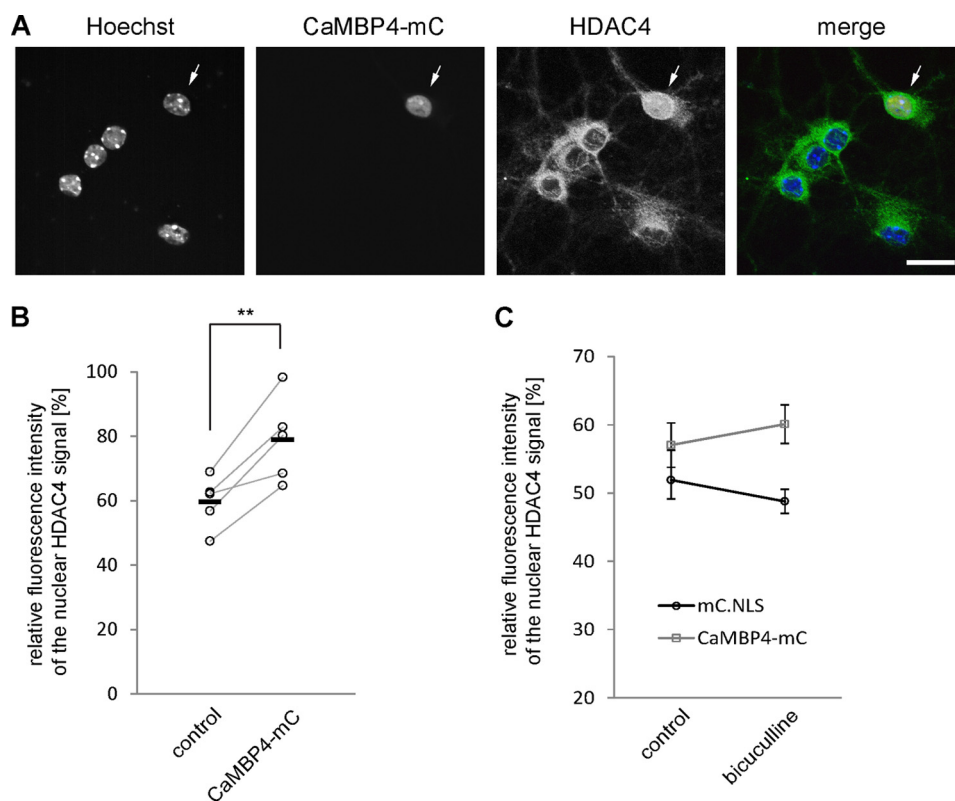 A
Hoechst
CaMBP4-mC
HDAC4
merge
B
**
relative fluorescence intensity
of the nuclear HDAC4 signal [%]
100
80
60
40
20
0
control
CaMBP4-mC
C
relative fluorescence intensity
of the nuclear HDAC4 signal [%]
70
60
50
40
30
20
mC.NLS
CaMBP4-mC
control
bicuculline